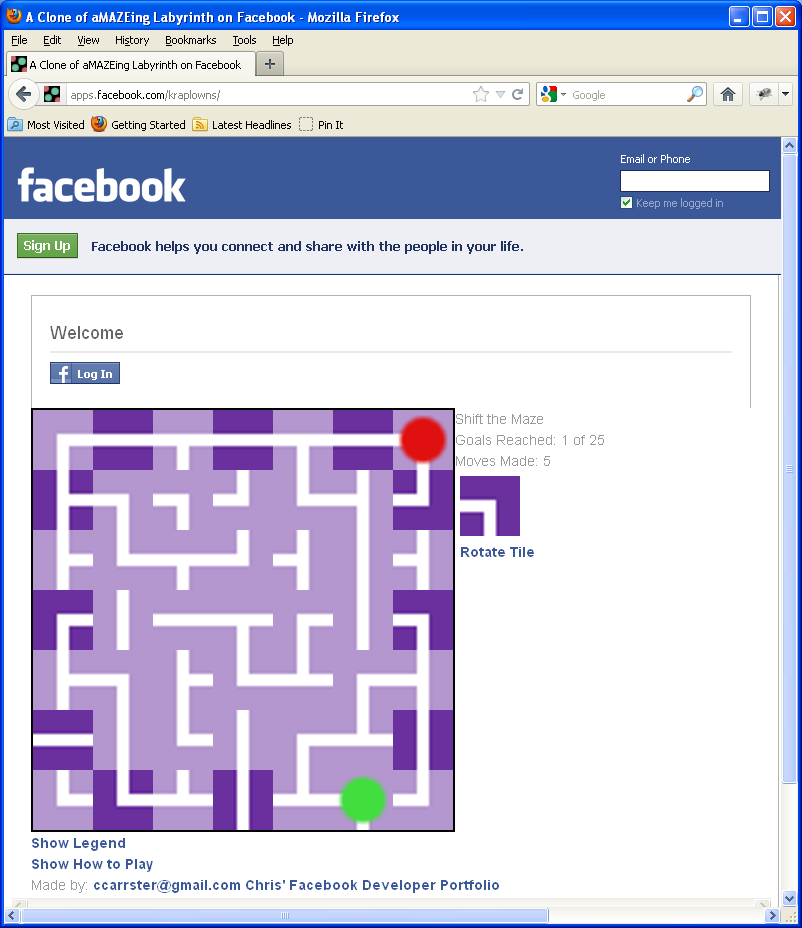 A Clone of aMAZEing Labyrinth on Facebook - Mozilla Firefox
File Edit View History Bookmarks Tools Help
A Clone of aMAZEing Labyrinth on Facebook
apps.facebook.com/kraplowns/ Google
Most Visited Getting Started Latest Headlines Pin It
Email or Phone
facebook
Keep me logged in
Sign Up Facebook helps you connect and share with the people in your life.
Welcome
f Log In
Shift the Maze
Goals Reached: 1 of 25
Moves Made: 5
Rotate Tile
Show Legend
Show How to Play
Made by: ccarrster@gmail.com Chris' Facebook Developer Portfolio